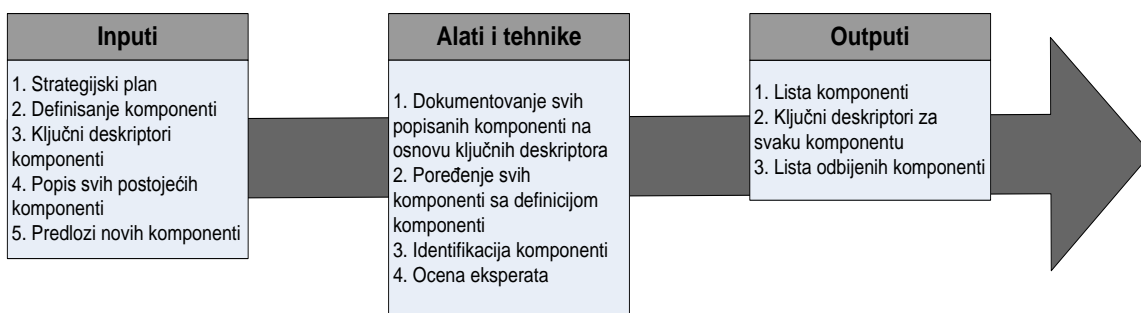 Inputi
1. Strategijski plan
2. Definisanje komponenti
3. Ključni deskriptori
komponenti
4. Popis svih postojećih
komponenti
5. Predlozi novih komponenti
Alati i tehnike
1. Dokumentovanje svih
popisanih komponenti na
osnovu ključnih deskriptora
2. Poređenje svih
komponenti sa definicijom
komponenti
3. Identifikacija komponenti
4. Ocena eksperata
Outputi
1. Lista komponenti
2. Ključni deskriptori za
svaku komponentu
3. Lista odbijenih komponenti